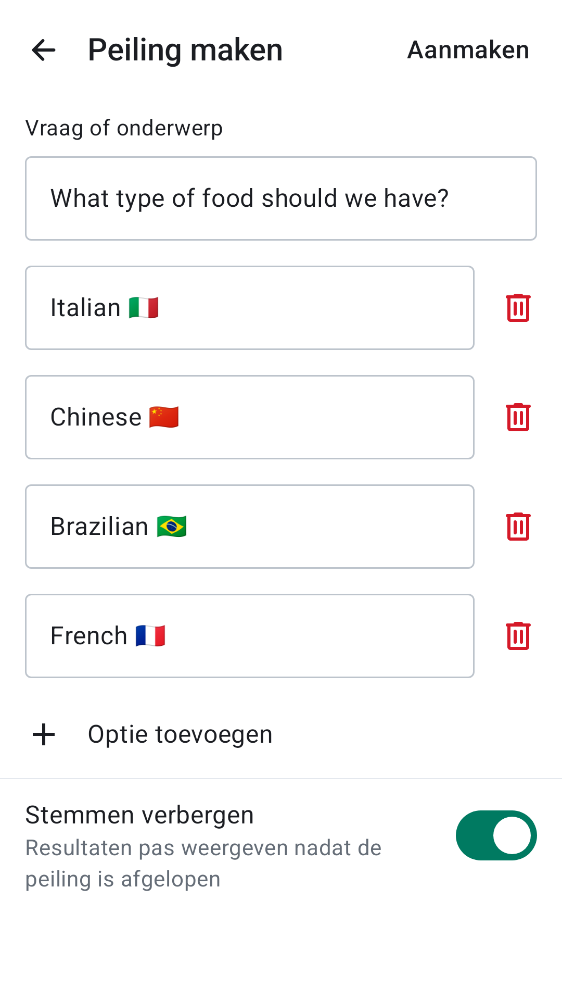 Peiling maken
Aanmaken
Vraag of onderwerp
What type of food should we have?
Italian 🇮🇹
Chinese 🇨🇳
Brazilian 🇧🇷
French 🇫🇷
Optie toevoegen
Stemmen verbergen
Resultaten pas weergeven nadat de
peiling is afgelopen